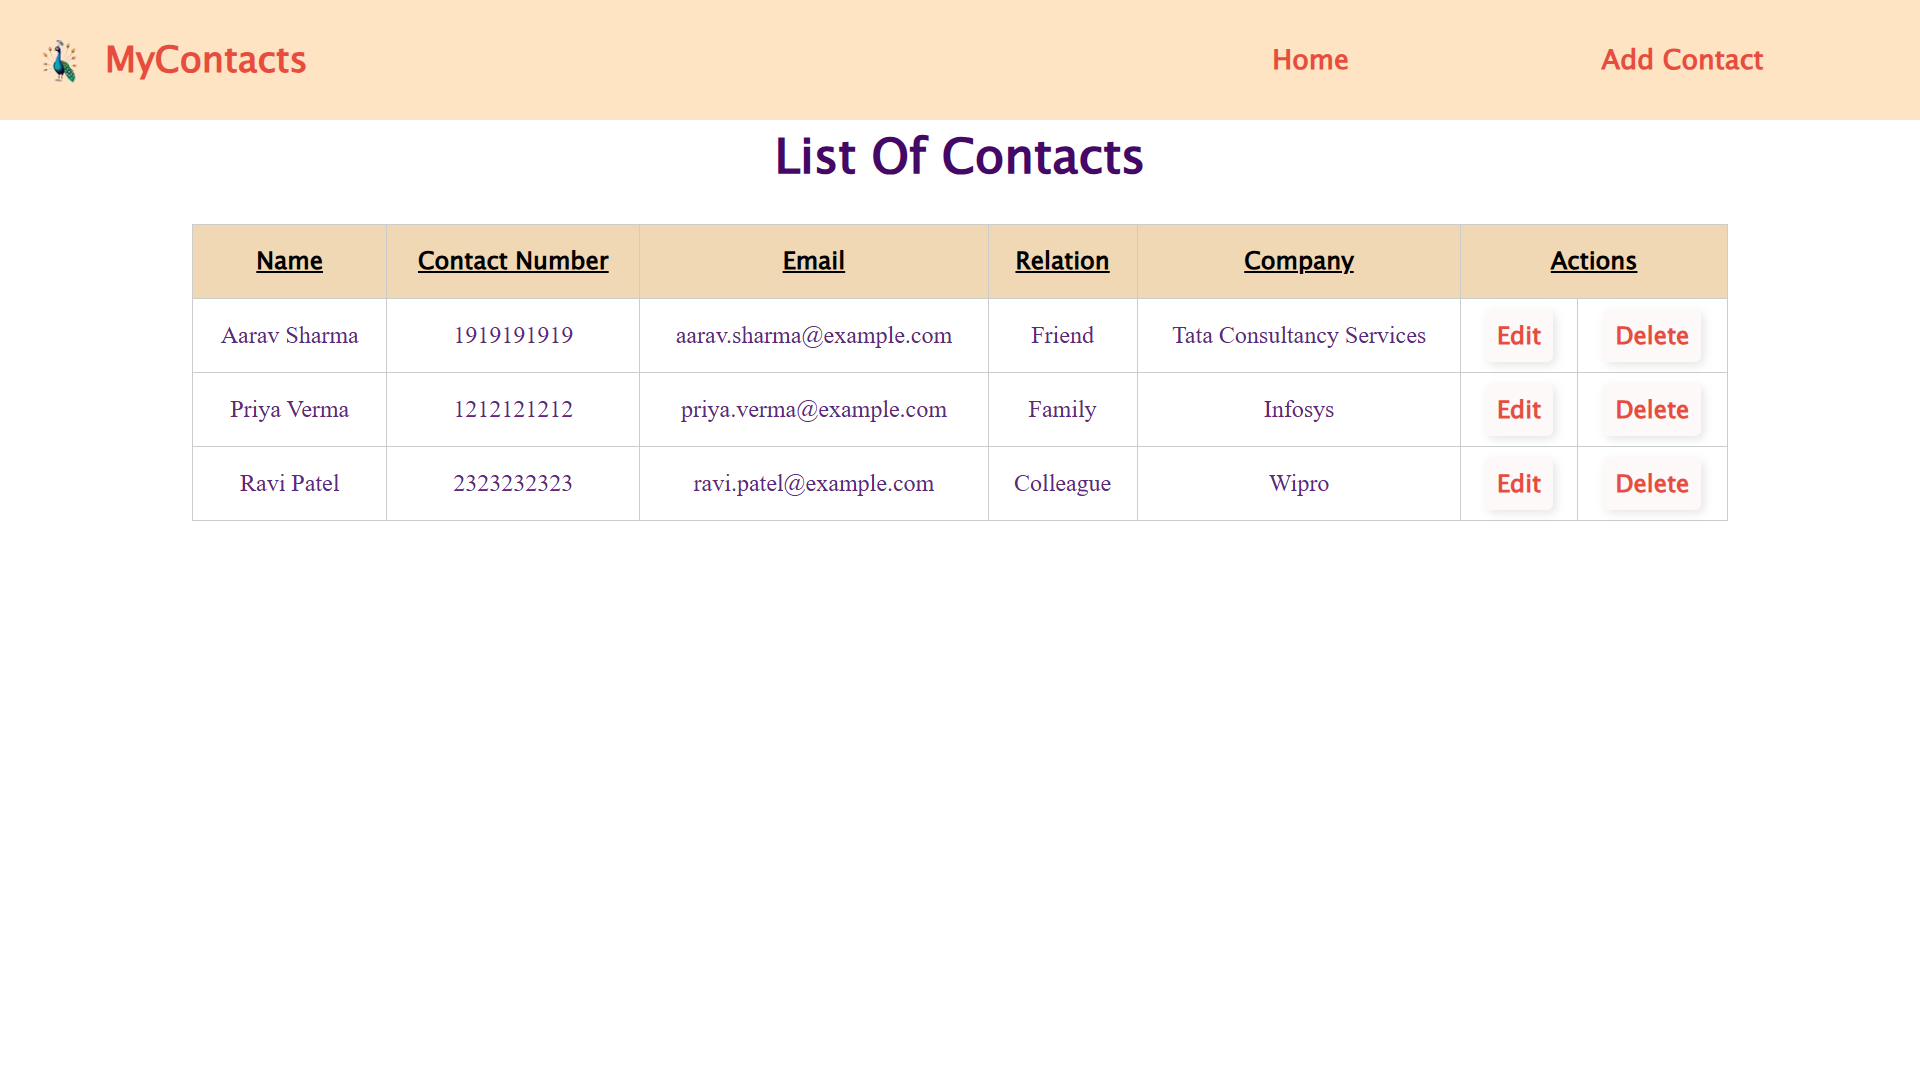 MyContacts Home Add Contact
List Of Contacts
Name Contact Number Email Relation Company Actions
Aarav Sharma 1919191919 aarav.sharma@example.com Friend Tata Consultancy Services Edit Delete
Priya Verma 1212121212 priya.verma@example.com Family Infosys Edit Delete
Ravi Patel 2323232323 ravi.patel@example.com Colleague Wipro Edit Delete